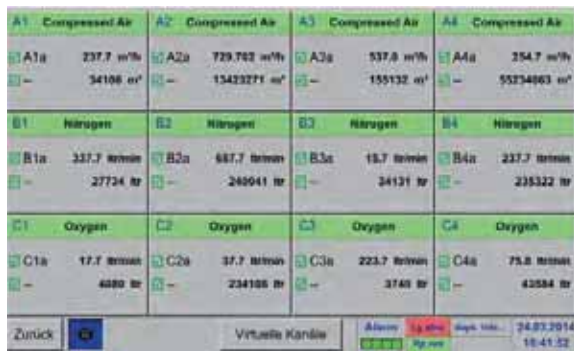 A1 Compressed Air A2 Compressed Air A3 Compressed Air A4 Compressed Air
A1a 237.7 m³/h A2a 729.702 m³/h A3a 537.0 m³/h A4a 254.7 m³/h
-- 34106 m³ -- 13423271 m³ -- 155132 m³ -- m³
B1 Nitrogen B2 Nitrogen B3 Nitrogen B4 Nitrogen
B1a 337.7 ltr/min B2a 687.7 ltr/min B3a 15.7 ltr/min B4a 237.7 ltr/min
-- 27734 ltr -- 240041 ltr -- 34131 ltr -- 235322 ltr
C1 Oxygen C2 Oxygen C3 Oxygen C4 Oxygen
C1a 17.7 ltr/min C2a 37.7 ltr/min C3a 223.7 ltr/min C4a 75.8 ltr/min
-- 4080 ltr -- 234108 ltr -- 3740 ltr -- 43584 ltr
Zurück Virtuelle Kanäle Alarm 24.03.2014
16:41:52